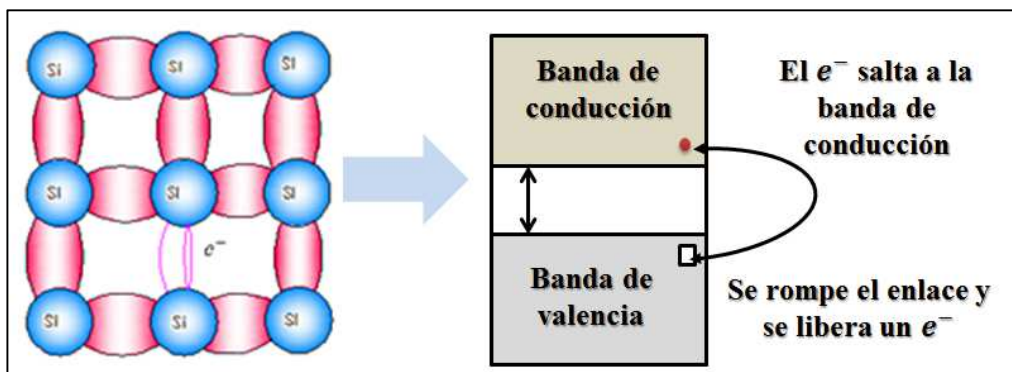 Si Si Si
Banda de
conducción
El e⁻ salta a la
banda de
conducción
Si Si Si
e⁻
Banda de
valencia
Se rompe el enlace y
se libera un e⁻
Si Si Si